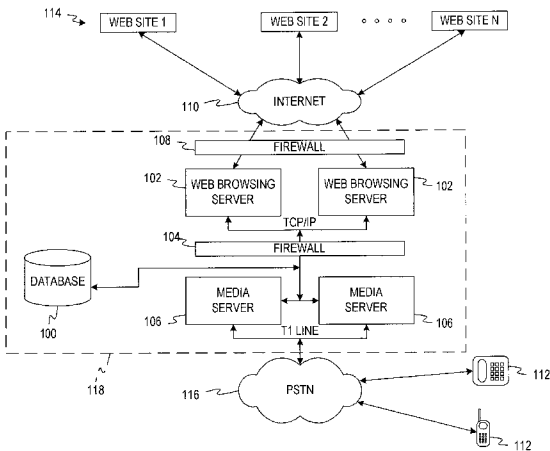 114
WEB SITE 1
WEB SITE 2
WEB SITE N
110
INTERNET
108
FIREWALL
102
WEB BROWSING
SERVER
WEB BROWSING
SERVER
102
TCP/IP
104
FIREWALL
DATABASE
100
MEDIA
SERVER
MEDIA
SERVER
106
106
T1 LINE
118
116
PSTN
112
112